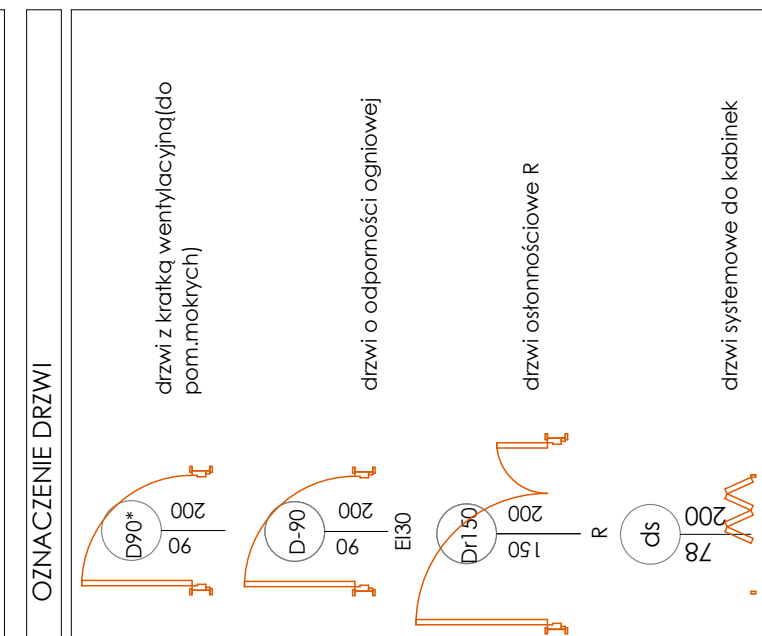 OZNACZENIE DRZWI
D90*
90
200
drzwi z kratką wentylacyjną(do
pom.mokrych)
D-90
90
200
EI30
drzwi o odporności ogniowej
Dr150
150
200
R
drzwi osłonnościowe R
ds
78
200
drzwi systemowe do kabinek